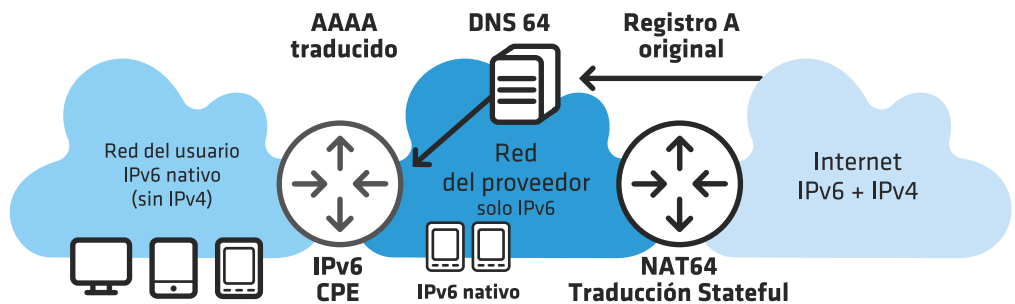 AAAA
traducido
DNS 64
Registro A
original
Red del usuario
IPv6 nativo
(sin IPv4)
Red
del proveedor
solo IPv6
Internet
IPv6 + IPv4
IPv6
CPE
IPv6 nativo
NAT64
Traducción Stateful